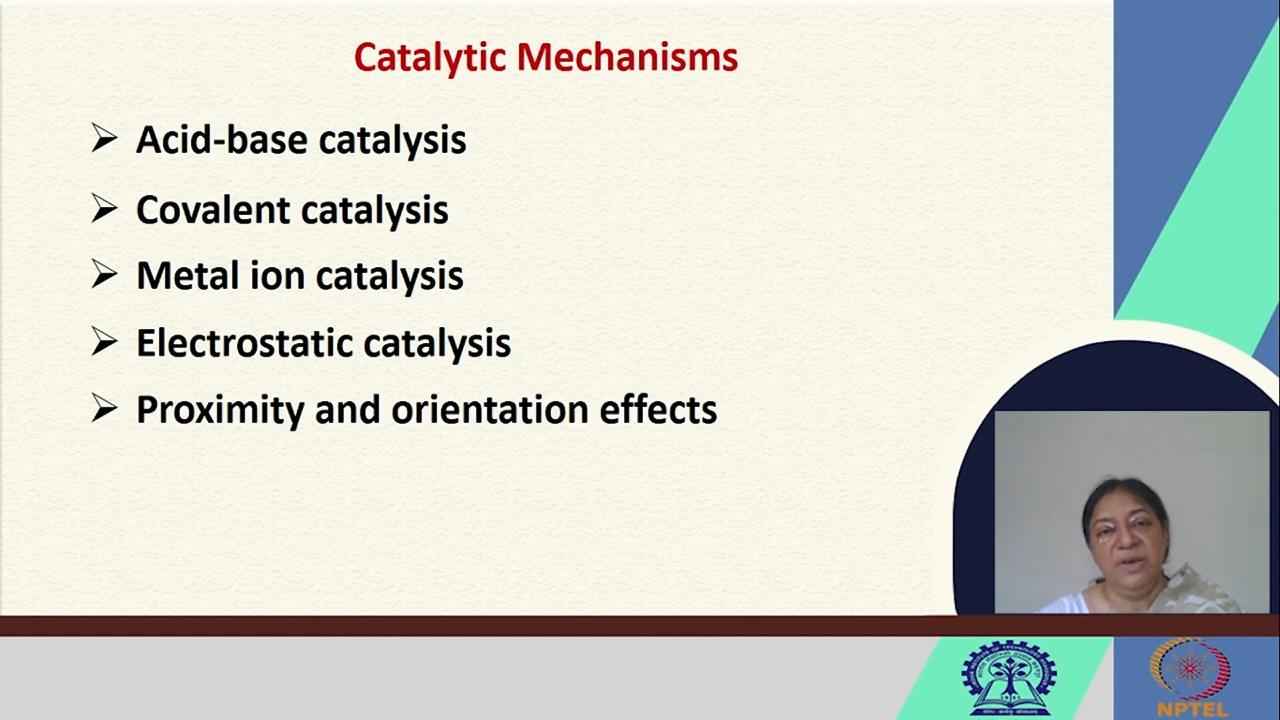 Catalytic Mechanisms
Acid-base catalysis
Covalent catalysis
Metal ion catalysis
Electrostatic catalysis
Proximity and orientation effects
NPTEL